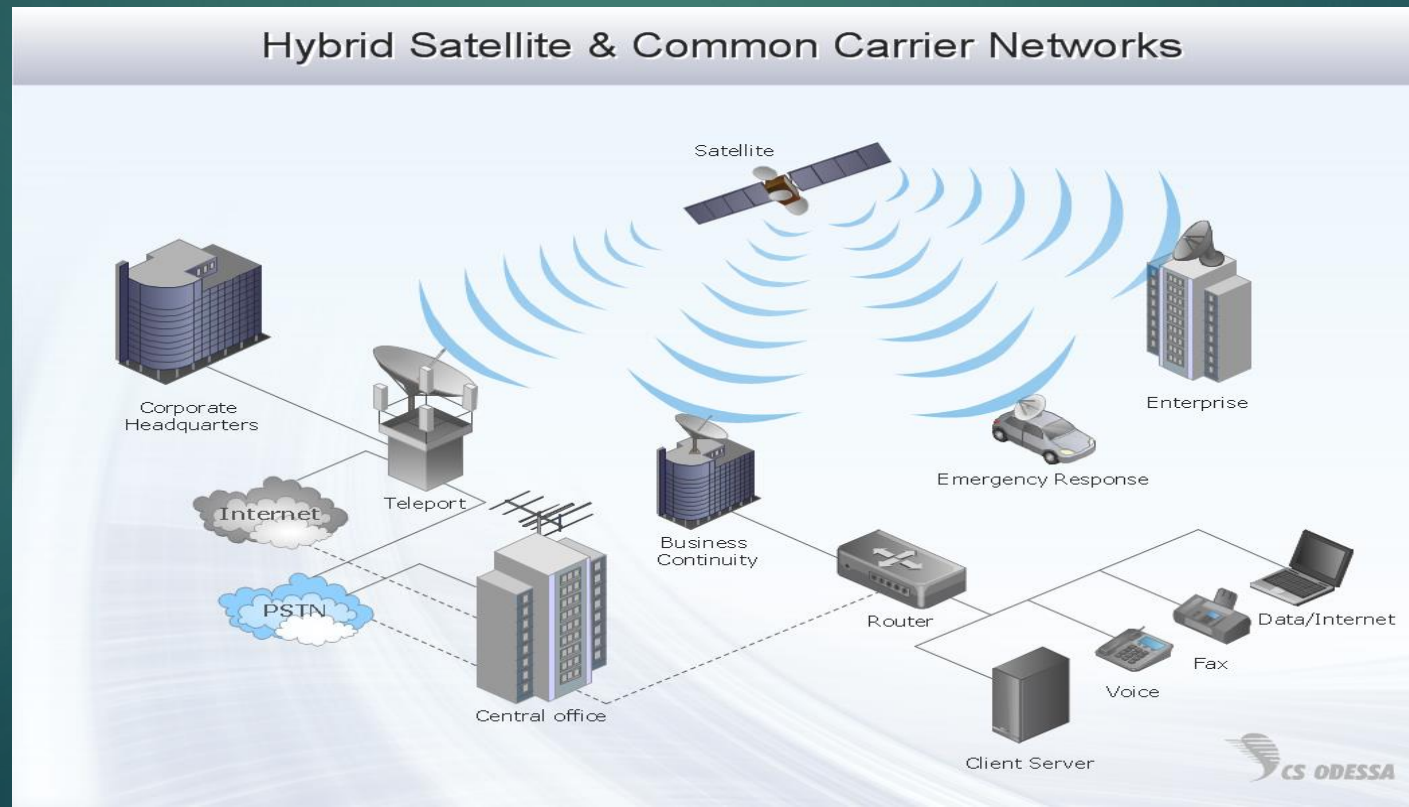 Hybrid Satellite & Common Carrier Networks
Satellite
Corporate
Headquarters
Enterprise
Emergency Response
Teleport
Internet
Business
Continuity
PSTN
Router
Data/Internet
Fax
Voice
Central office
Client Server
CS ODESSA